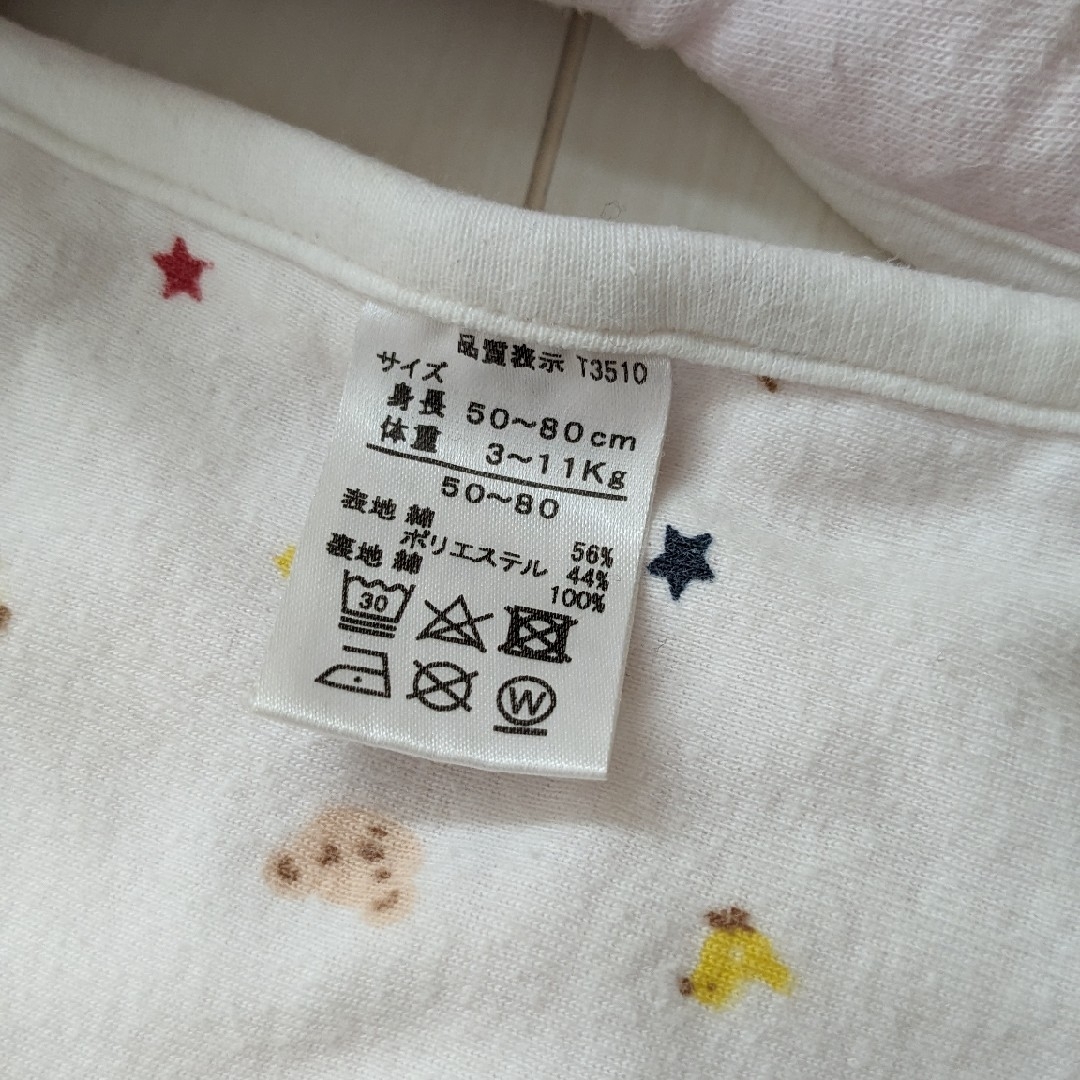 品質表示 T3510
サイズ
身長 50〜80cm
体重 3〜11Kg
50〜80
表地 綿 56%
ポリエステル 44%
裏地 綿 100%
30
W